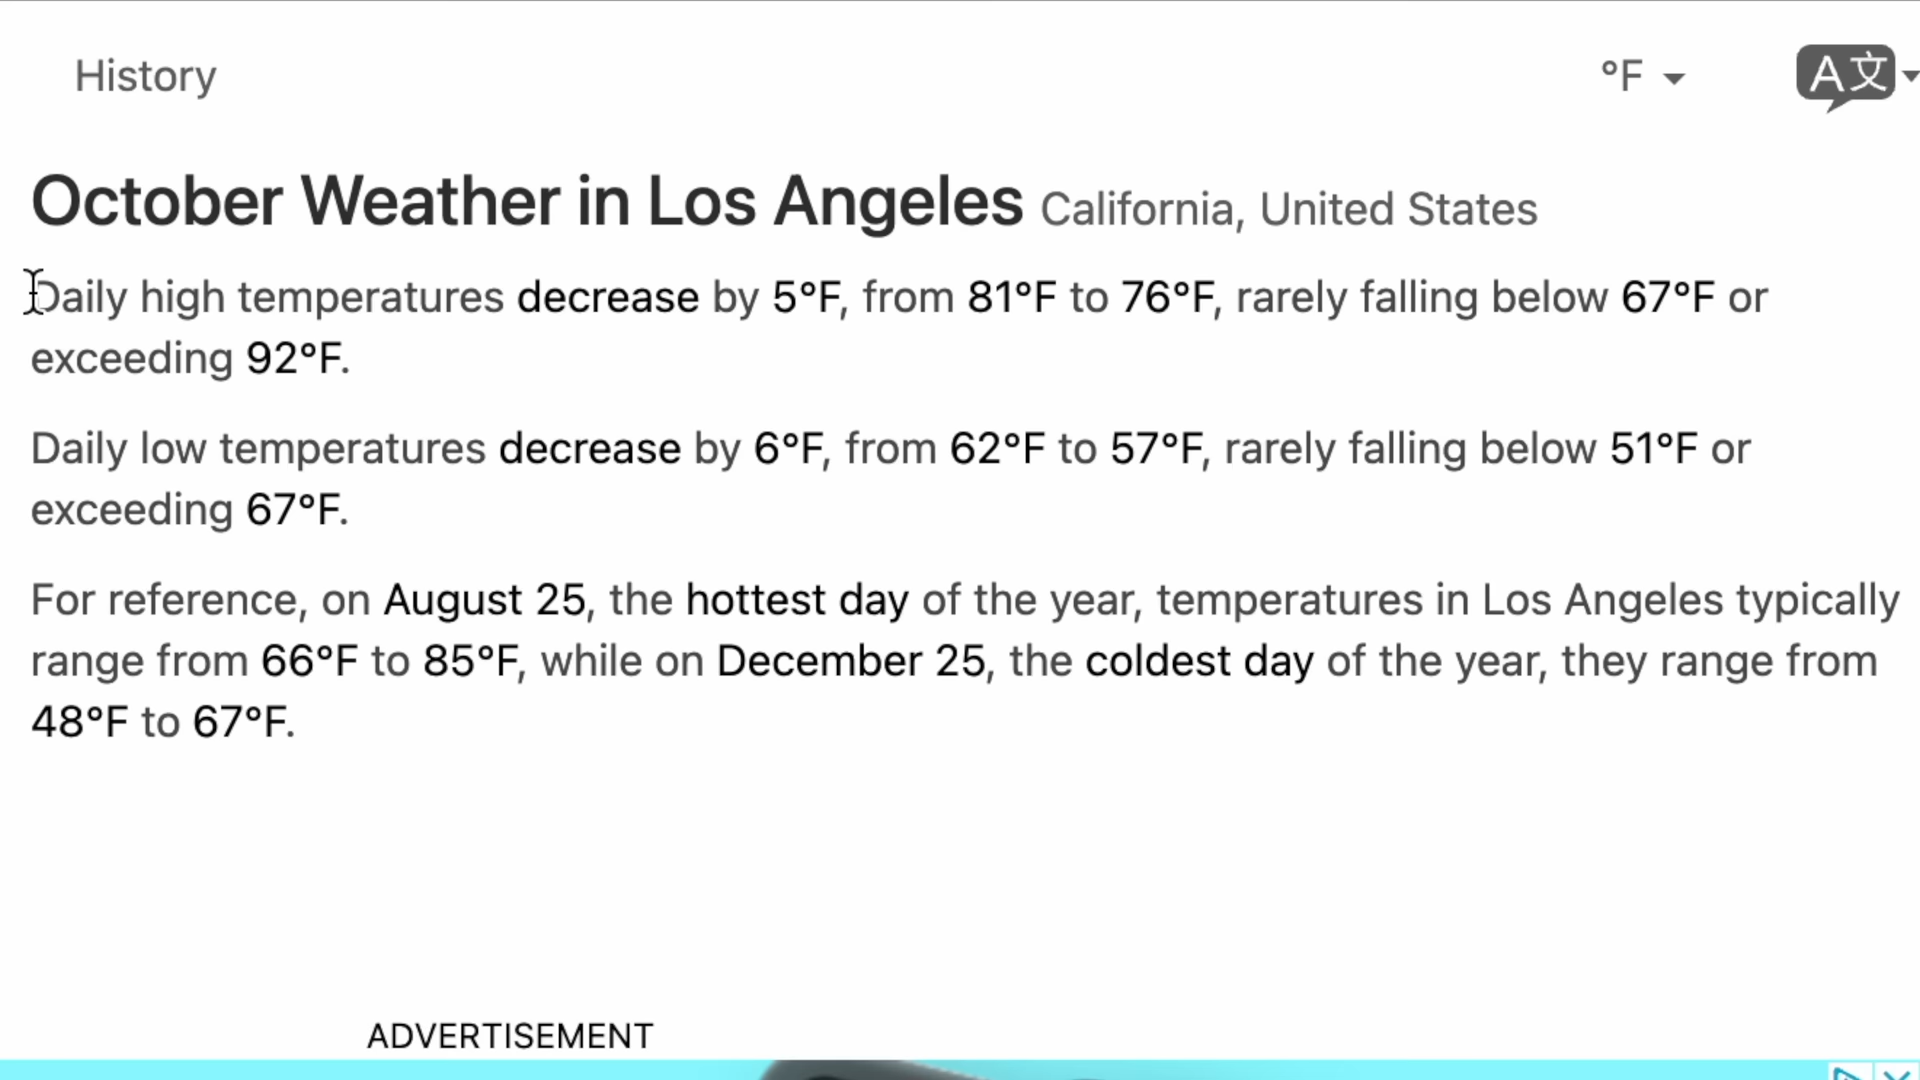 History
°F
A文
October Weather in Los Angeles California, United States
Daily high temperatures decrease by 5°F, from 81°F to 76°F, rarely falling below 67°F or
exceeding 92°F.
Daily low temperatures decrease by 6°F, from 62°F to 57°F, rarely falling below 51°F or
exceeding 67°F.
For reference, on August 25, the hottest day of the year, temperatures in Los Angeles typically
range from 66°F to 85°F, while on December 25, the coldest day of the year, they range from
48°F to 67°F.
ADVERTISEMENT